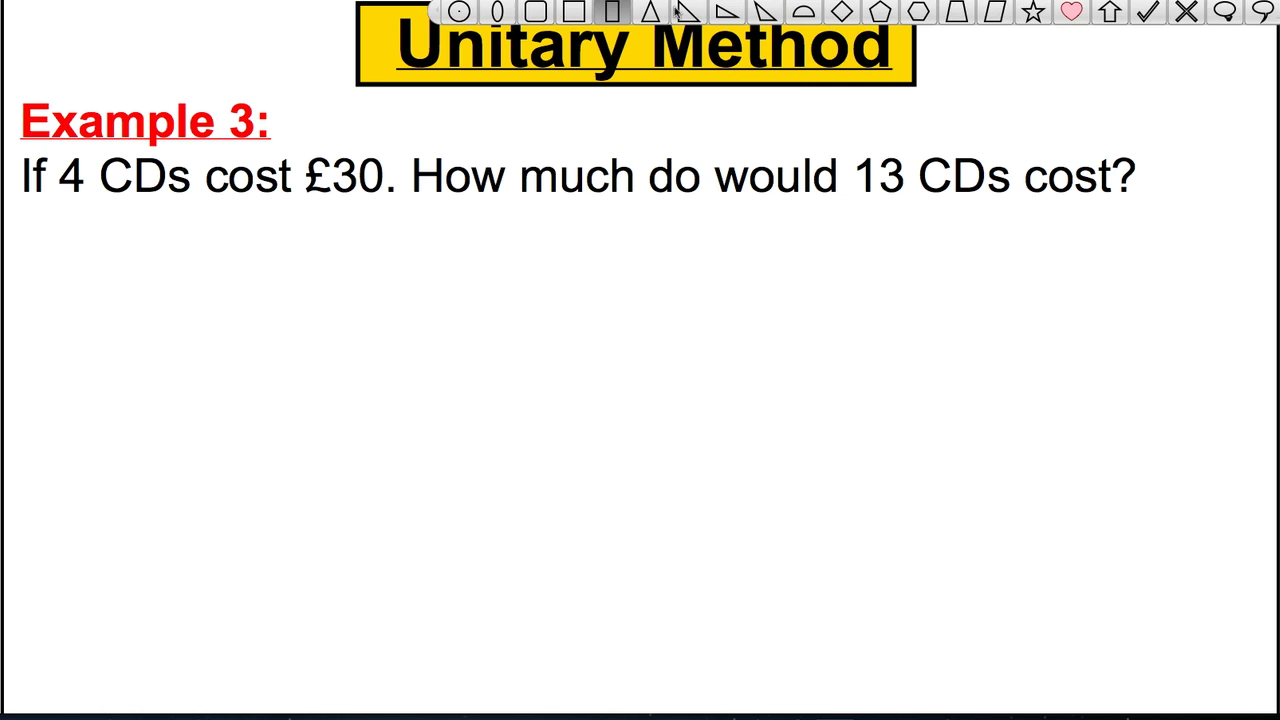 Unitary Method
Example 3:
If 4 CDs cost £30. How much do would 13 CDs cost?